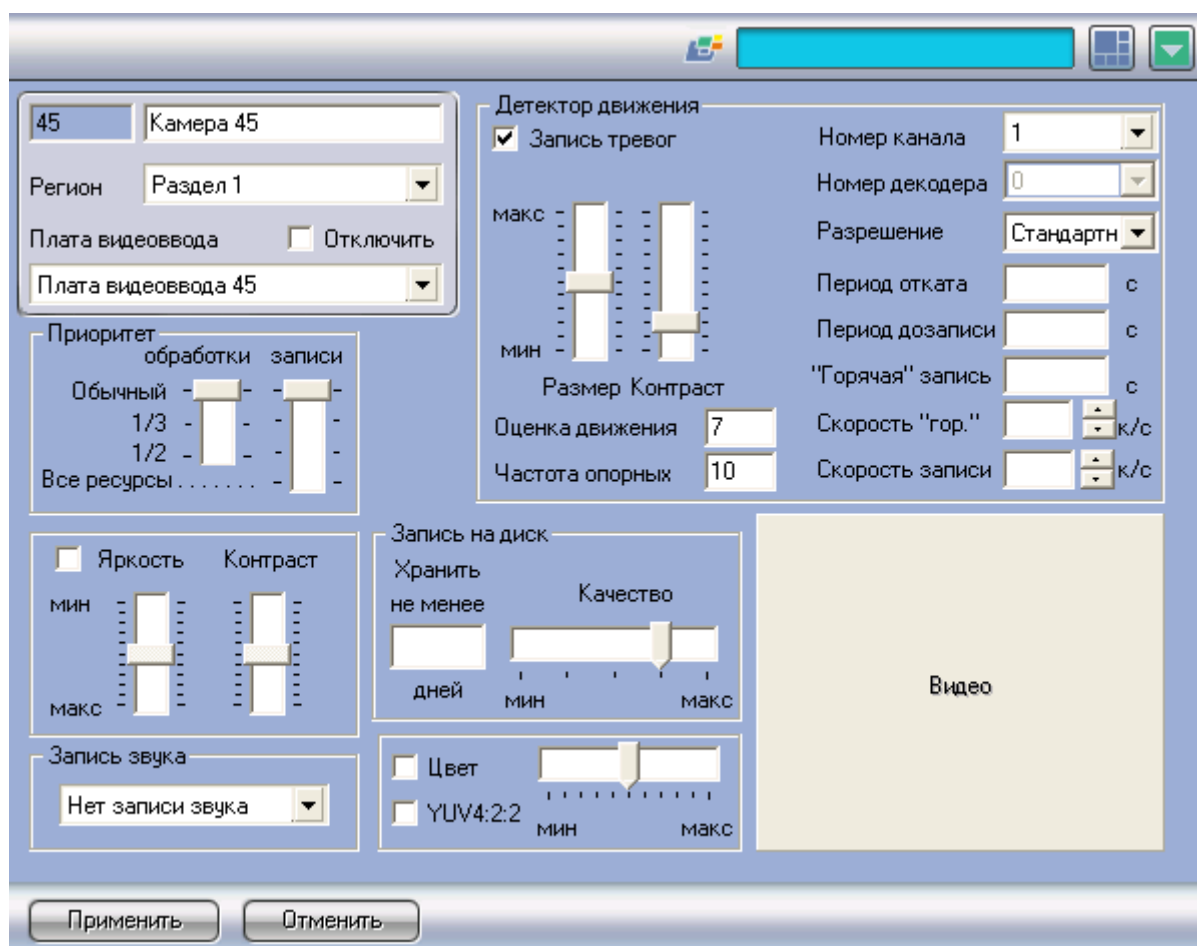 45
Камера 45
Регион
Раздел 1
Плата видеоввода
Отключить
Плата видеоввода 45
Приоритет
обработки записи
Обычный
1/3
1/2
Все ресурсы.......
Яркость Контраст
мин
макс
Запись звука
Нет записи звука
Детектор движения
Запись тревог
макс
мин
Размер Контраст
Оценка движения 7
Частота опорных 10
Номер канала 1
Номер декодера 0
Разрешение Стандартн
Период отката с
Период дозаписи с
"Горячая" запись с
Скорость "гор." к/с
Скорость записи к/с
Запись на диск
Хранить
не менее
дней
Качество
мин макс
Цвет
YUV4:2:2
мин макс
Видео
Применить
Отменить